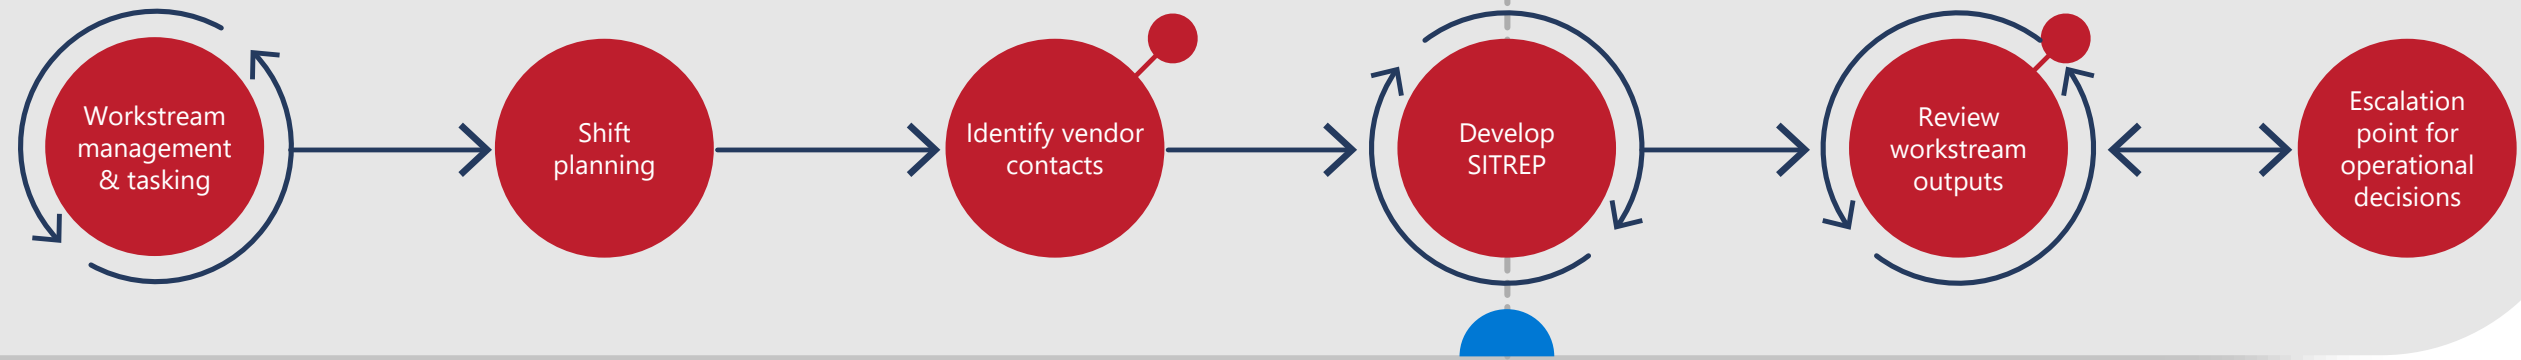 Workstream
management
& tasking
Shift
planning
Identify vendor
contacts
Develop
SITREP
Review
workstream
outputs
Escalation
point for
operational
decisions